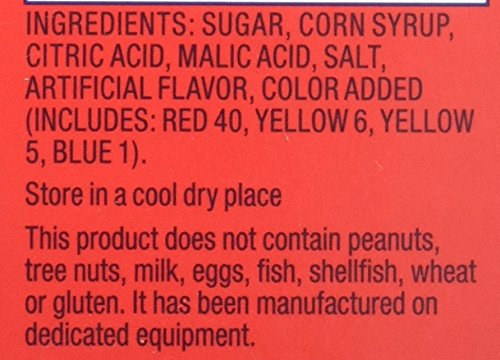 INGREDIENTS: SUGAR, CORN SYRUP,
CITRIC ACID, MALIC ACID, SALT,
ARTIFICIAL FLAVOR, COLOR ADDED
(INCLUDES: RED 40, YELLOW 6, YELLOW
5, BLUE 1).
Store in a cool dry place
This product does not contain peanuts,
tree nuts, milk, eggs, fish, shellfish, wheat
or gluten. It has been manufactured on
dedicated equipment.